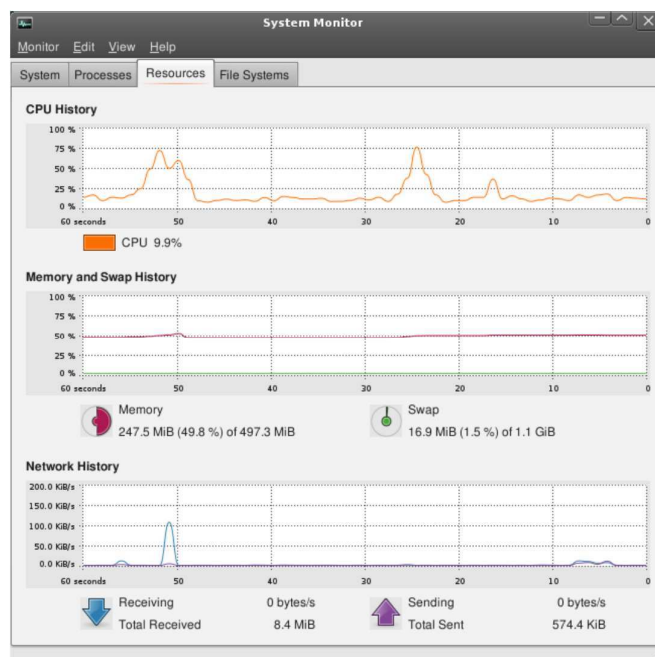 System Monitor
Monitor Edit View Help
System Processes Resources File Systems
CPU History
100 %
75 %
50 %
25 %
0 %
60 seconds 50 40 30 20 10 0
CPU 9.9%
Memory and Swap History
100 %
75 %
50 %
25 %
0 %
60 seconds 50 40 30 20 10 0
Memory
247.5 MiB (49.8 %) of 497.3 MiB
Swap
16.9 MiB (1.5 %) of 1.1 GiB
Network History
200.0 KiB/s
150.0 KiB/s
100.0 KiB/s
50.0 KiB/s
0.0 KiB/s
60 seconds 50 40 30 20 10 0
Receiving 0 bytes/s
Total Received 8.4 MiB
Sending 0 bytes/s
Total Sent 574.4 KiB